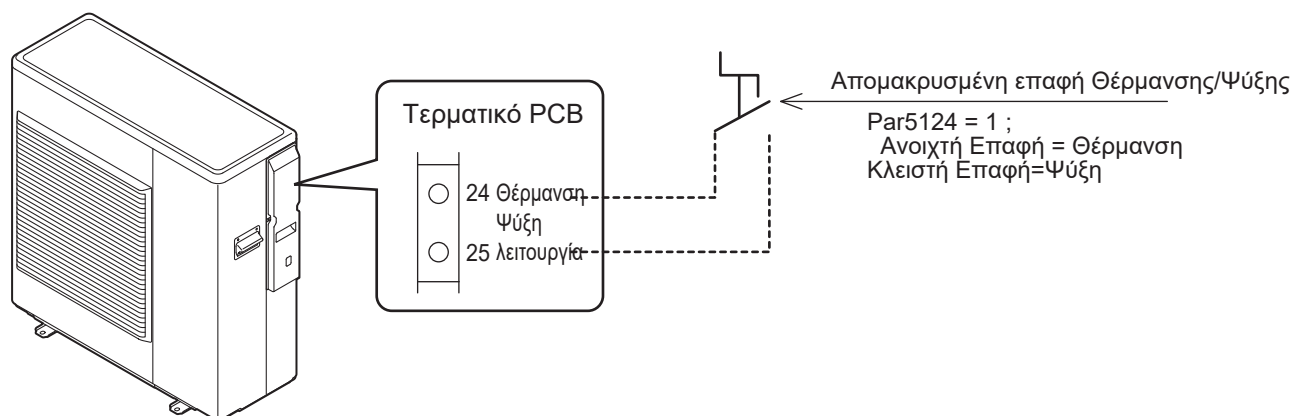 Απομακρυσμένη επαφή Θέρμανσης/Ψύξης
Par5124 = 1 ;
Ανοιχτή Επαφή = Θέρμανση
Κλειστή Επαφή=Ψύξη
Τερματικό PCB
24 Θέρμανση
Ψύξη
25 λειτουργία